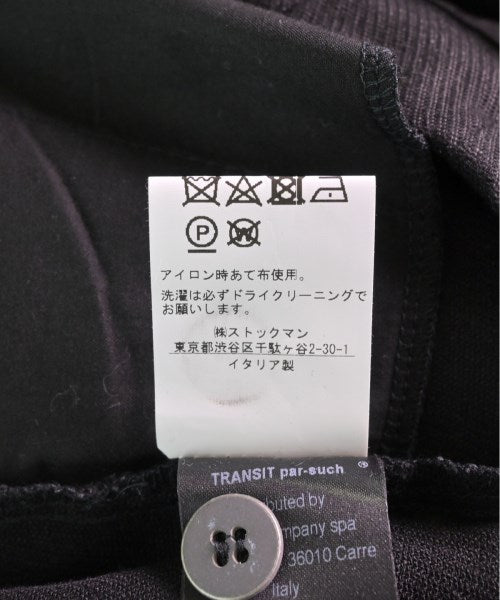 P W
アイロン時あて布使用。
洗濯は必ずドライクリーニングで
お願いします。
㈱ストックマン
東京都渋谷区千駄ヶ谷2-30-1
イタリア製
TRANSIT par-such ®
by
spa
36010 Carre
Italy